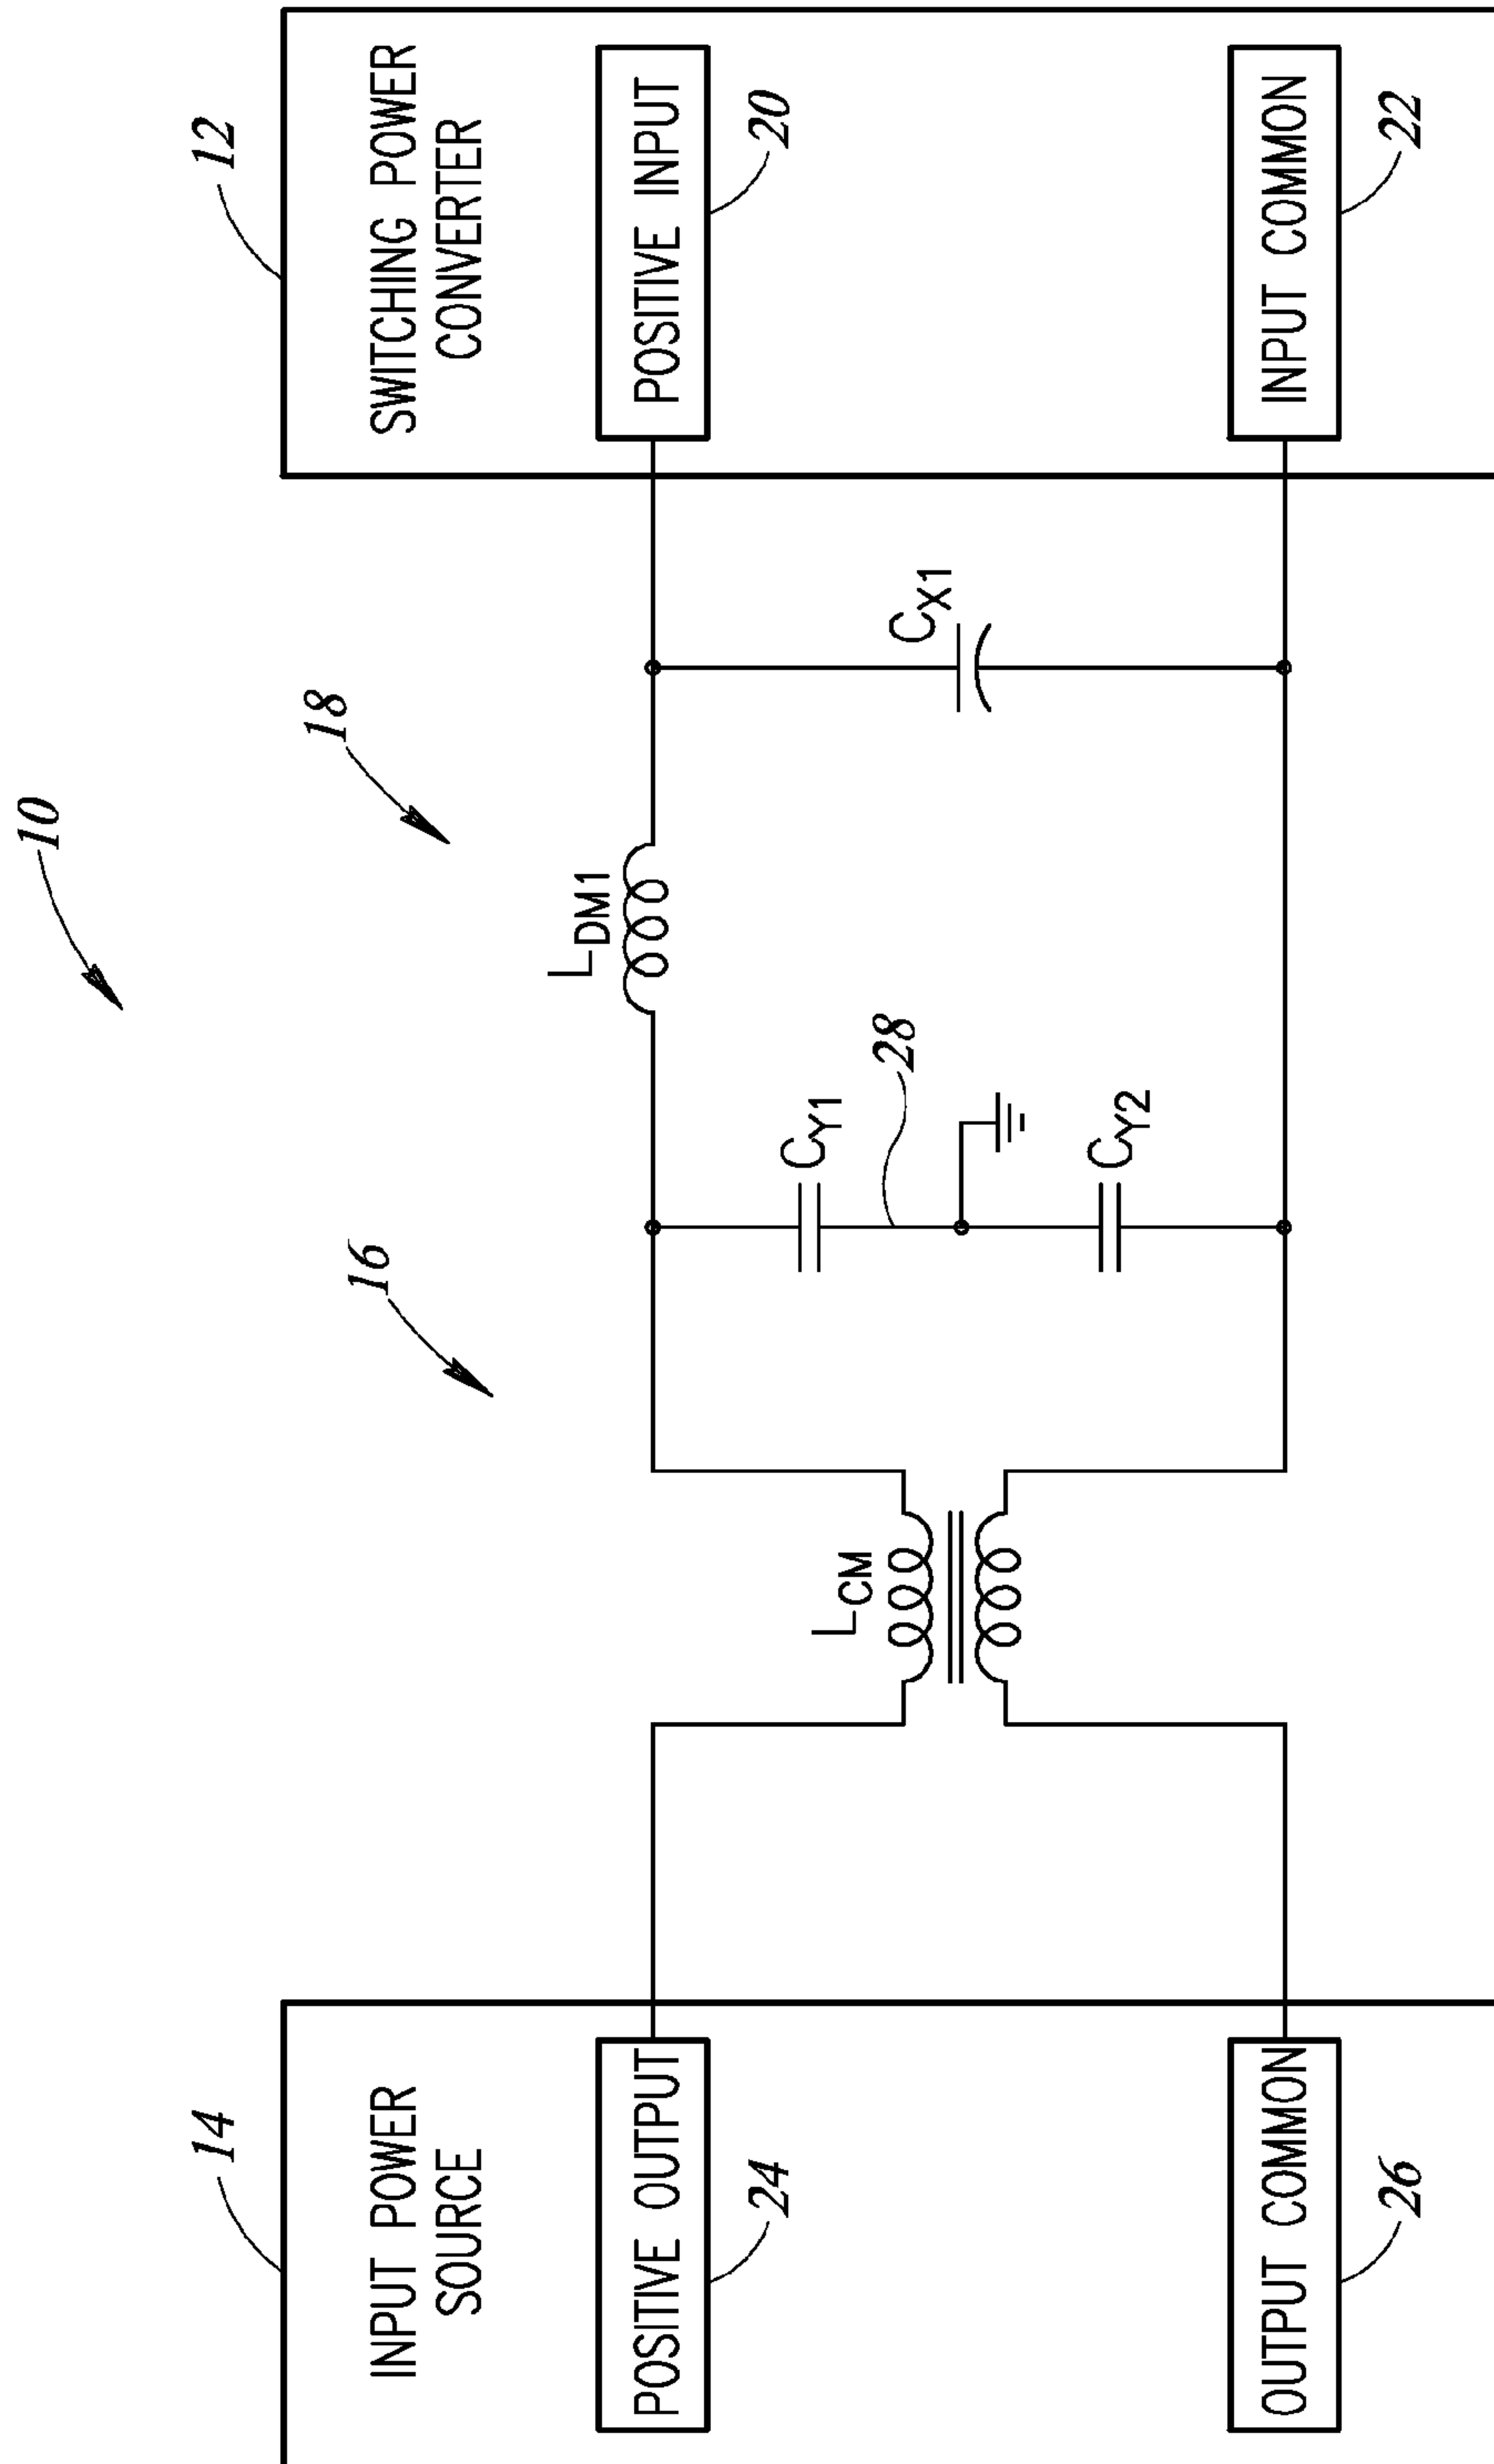 10
14
16
18
12
INPUT POWER
SOURCE
SWITCHING POWER
CONVERTER
POSITIVE OUTPUT
24
L_DM1
POSITIVE INPUT
20
L_CM
C_Y1
28
C_X1
C_Y2
OUTPUT COMMON
26
INPUT COMMON
22